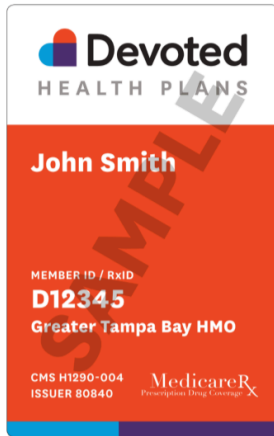 Devoted
HEALTH PLANS
John Smith
MEMBER ID / RxID
D12345
Greater Tampa Bay HMO
CMS H1290-004
ISSUER 80840
MedicareRx
Prescription Drug Coverage X
SAMPLE